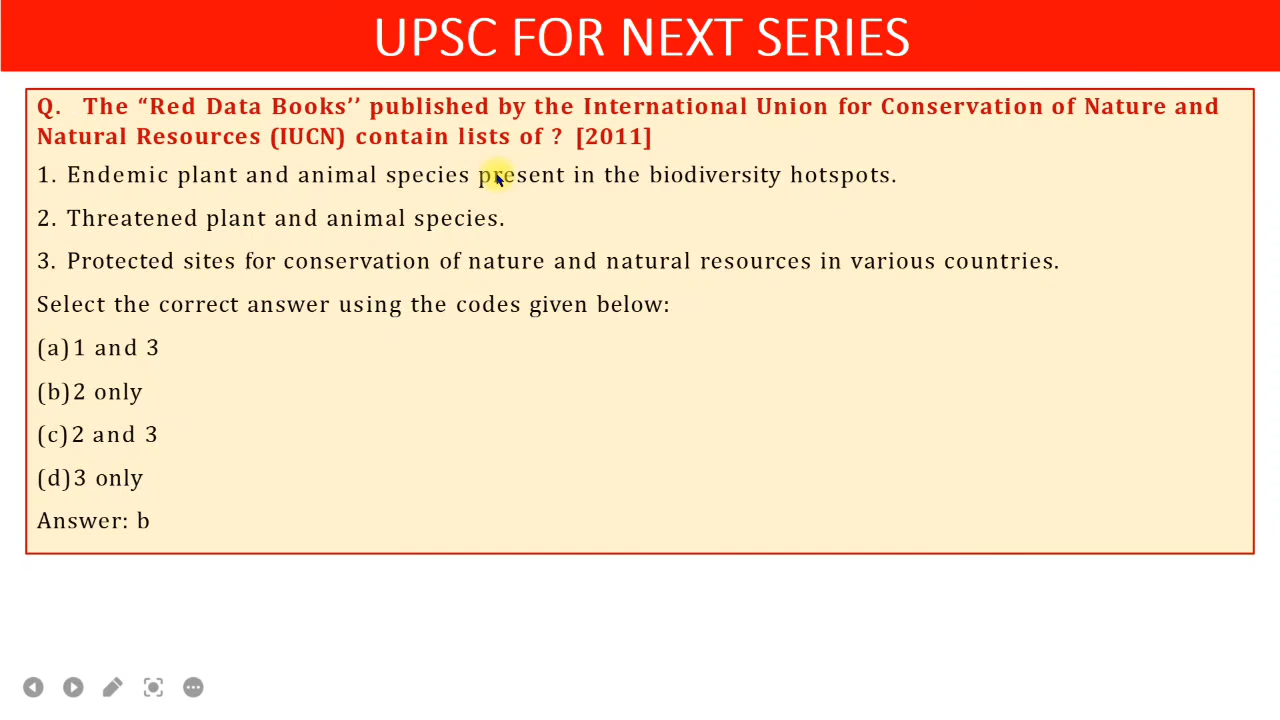 UPSC FOR NEXT SERIES
Q. The “Red Data Books’’ published by the International Union for Conservation of Nature and
Natural Resources (IUCN) contain lists of ? [2011]
1. Endemic plant and animal species present in the biodiversity hotspots.
2. Threatened plant and animal species.
3. Protected sites for conservation of nature and natural resources in various countries.
Select the correct answer using the codes given below:
(a)1 and 3
(b)2 only
(c)2 and 3
(d)3 only
Answer: b